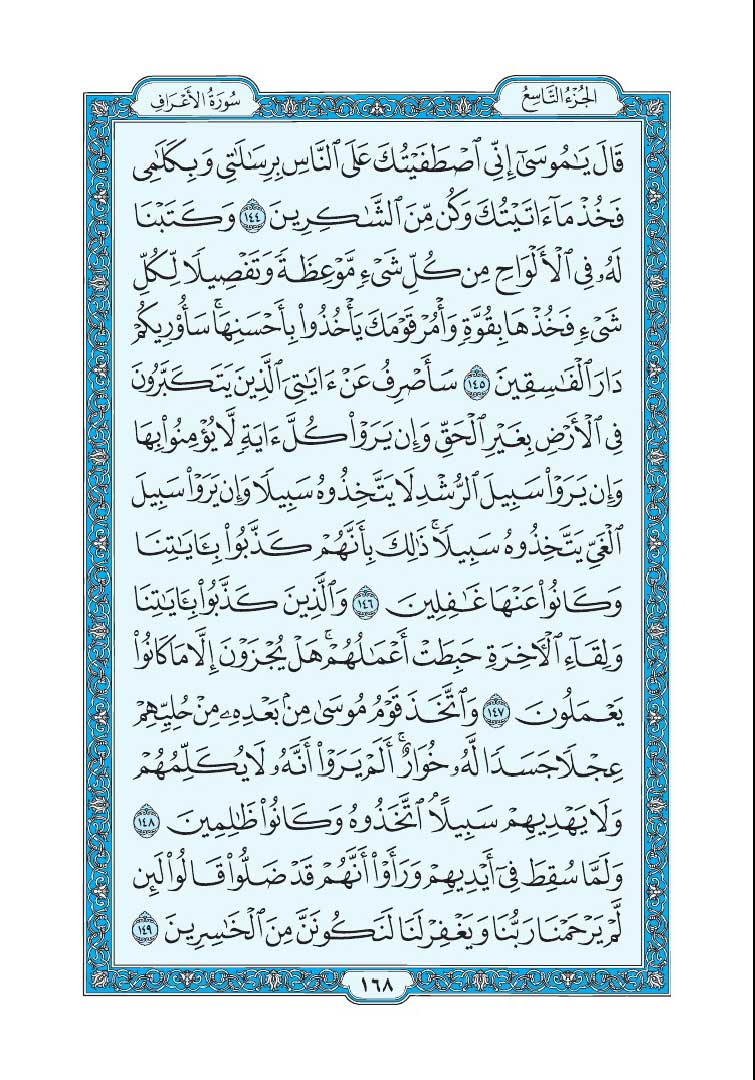 الجُزْءُ التَّاسِعُ
سُورَةُ الأَعْرَافِ
قَالَ يَٰمُوسَىٰٓ إِنِّي ٱصۡطَفَيۡتُكَ عَلَى ٱلنَّاسِ بِرِسَٰلَٰتِي وَبِكَلَٰمِي
فَخُذۡ مَآ ءَاتَيۡتُكَ وَكُن مِّنَ ٱلشَّٰكِرِينَ ١٤٤ وَكَتَبۡنَا
لَهُۥ فِي ٱلۡأَلۡوَاحِ مِن كُلِّ شَيۡءٖ مَّوۡعِظَةٗ وَتَفۡصِيلٗا لِّكُلِّ
شَيۡءٖ فَخُذۡهَا بِقُوَّةٖ وَأۡمُرۡ قَوۡمَكَ يَأۡخُذُواْ بِأَحۡسَنِهَاۚ سَأُوْرِيكُمۡ
دَارَ ٱلۡفَٰسِقِينَ ١٤٥ سَأَصۡرِفُ عَنۡ ءَايَٰتِيَ ٱلَّذِينَ يَتَكَبَّرُونَ
فِي ٱلۡأَرۡضِ بِغَيۡرِ ٱلۡحَقِّ وَإِن يَرَوۡاْ كُلَّ ءَايَةٖ لَّا يُؤۡمِنُواْ بِهَا
وَإِن يَرَوۡاْ سَبِيلَ ٱلرُّشۡدِ لَا يَتَّخِذُوهُ سَبِيلٗا وَإِن يَرَوۡاْ سَبِيلَ
ٱلۡغَيِّ يَتَّخِذُوهُ سَبِيلٗاۚ ذَٰلِكَ بِأَنَّهُمۡ كَذَّبُواْ بِـَٔايَٰتِنَا
وَكَانُواْ عَنۡهَا غَٰفِلِينَ ١٤٦ وَٱلَّذِينَ كَذَّبُواْ بِـَٔايَٰتِنَا
وَلِقَآءِ ٱلۡأٓخِرَةِ حَبِطَتۡ أَعۡمَٰلُهُمۡۚ هَلۡ يُجۡزَوۡنَ إِلَّا مَا كَانُواْ
يَعۡمَلُونَ ١٤٧ وَٱتَّخَذَ قَوۡمُ مُوسَىٰ مِنۢ بَعۡدِهِۦ مِنۡ حُلِيِّهِمۡ
عِجۡلٗا جَسَدٗا لَّهُۥ خُوَارٌۚ أَلَمۡ يَرَوۡاْ أَنَّهُۥ لَا يُكَلِّمُهُمۡ
وَلَا يَهۡدِيهِمۡ سَبِيلًاۘ ٱتَّخَذُوهُ وَكَانُواْ ظَٰلِمِينَ ١٤٨
وَلَمَّا سُقِطَ فِيٓ أَيۡدِيهِمۡ وَرَأَوۡاْ أَنَّهُمۡ قَدۡ ضَلُّواْ قَالُواْ لَئِن
لَّمۡ يَرۡحَمۡنَا رَبُّنَا وَيَغۡفِرۡ لَنَا لَنَكُونَنَّ مِنَ ٱلۡخَٰسِرِينَ ١٤٩
١٦٨